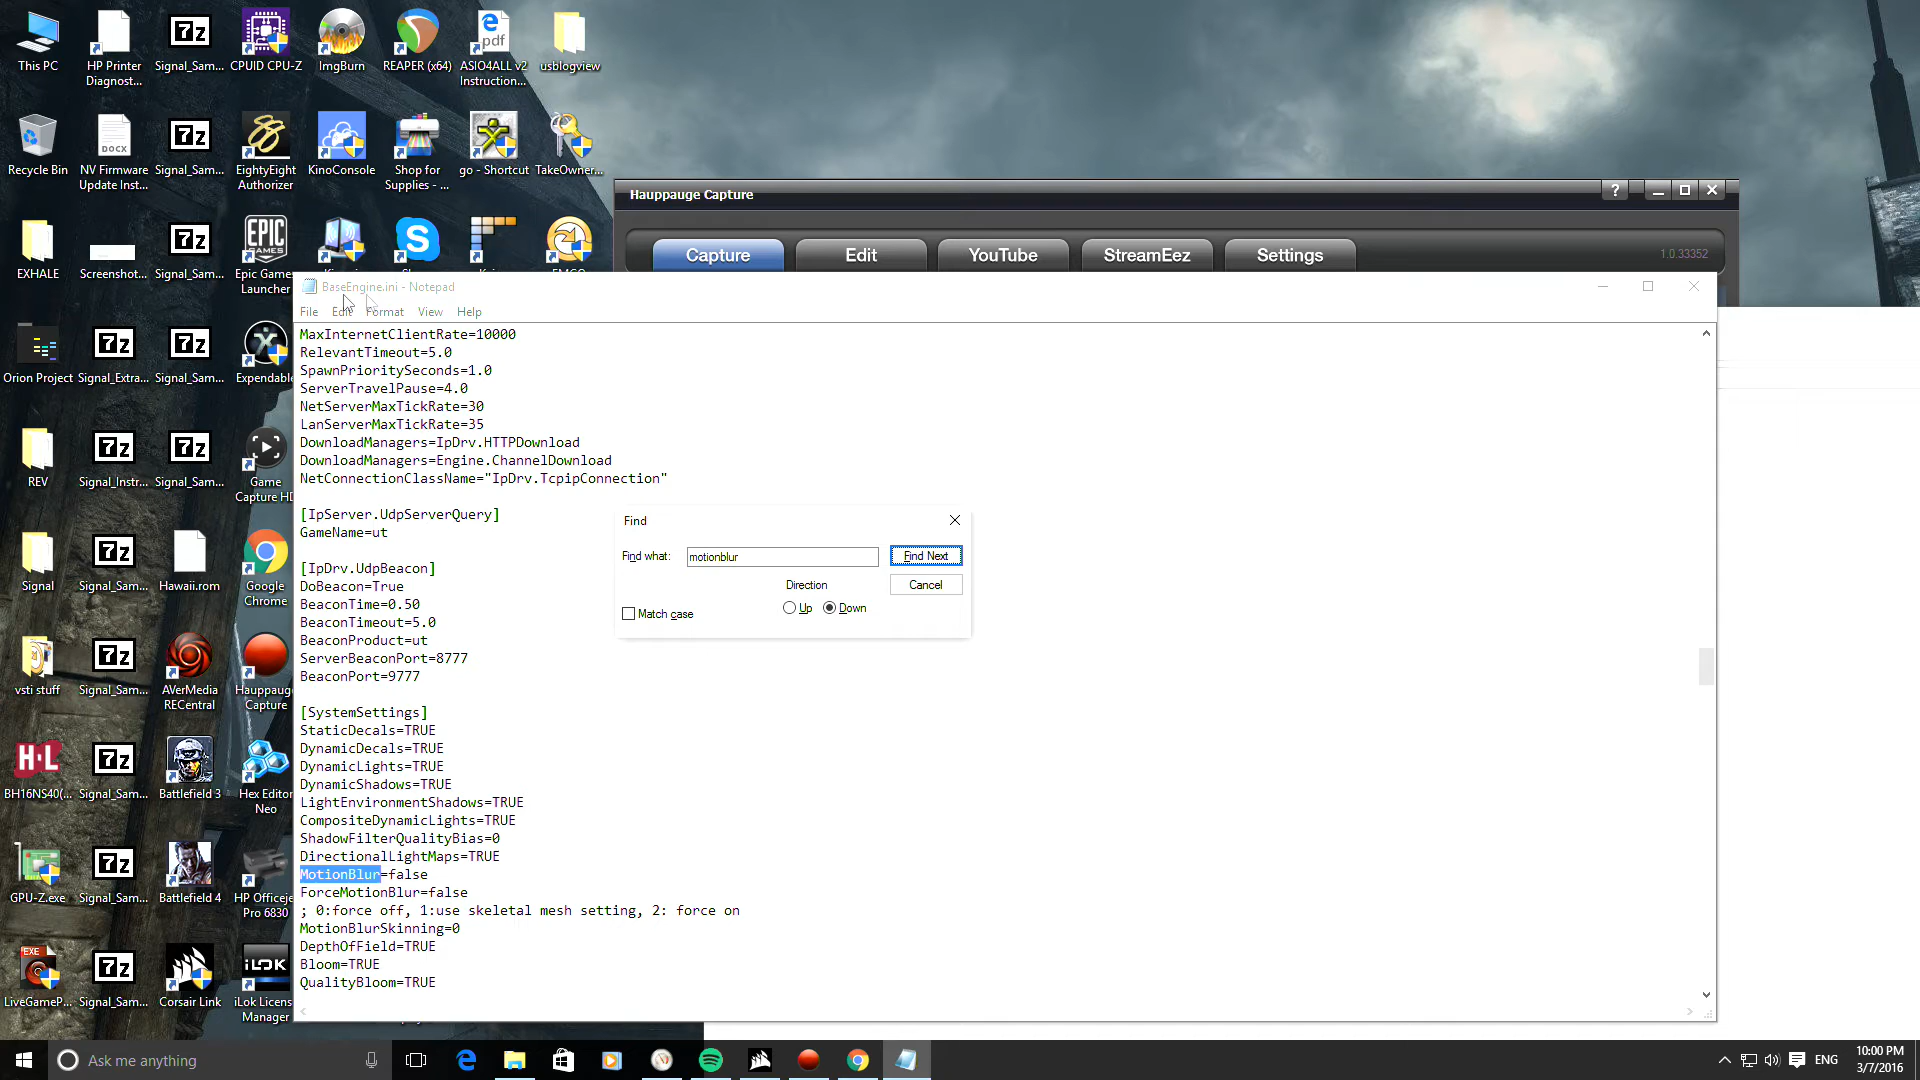 This PC
HP Printer
Diagnost...
Signal_Sam...
CPUID CPU-Z
ImgBurn
REAPER (x64)
ASIO4ALL v2
Instruction...
usblogview
Recycle Bin
NV Firmware
Update Inst...
Signal_Sam...
EightyEight
Authorizer
KinoConsole
Shop for
Supplies - ...
go - Shortcut
TakeOwner...
EXHALE
Screenshot...
Signal_Sam...
Epic Games
Launcher
Orion Project
Signal_Extra...
Signal_Sam...
Expendable
REV
Signal_Instr...
Signal_Sam...
Game
Capture HD
Signal
Signal_Sam...
Hawaii.rom
Google
Chrome
vsti stuff
Signal_Sam...
AVerMedia
RECentral
Hauppauge
Capture
BH16NS40(...
Signal_Sam...
Battlefield 3
Hex Editor
Neo
GPU-Z.exe
Signal_Sam...
Battlefield 4
HP Officeje
Pro 6830
LiveGameP...
Signal_Sam...
Corsair Link
iLok Licens
Manager
Hauppauge Capture
Capture
Edit
YouTube
StreamEez
Settings
1.0.33352
BaseEngine.ini - Notepad
File
Edit
Format
View
Help
MaxInternetClientRate=10000
RelevantTimeout=5.0
SpawnPrioritySeconds=1.0
ServerTravelPause=4.0
NetServerMaxTickRate=30
LanServerMaxTickRate=35
DownloadManagers=IpDrv.HTTPDownload
DownloadManagers=Engine.ChannelDownload
NetConnectionClassName="IpDrv.TcpipConnection"
[IpServer.UdpServerQuery]
GameName=ut
[IpDrv.UdpBeacon]
DoBeacon=True
BeaconTime=0.50
BeaconTimeout=5.0
BeaconProduct=ut
ServerBeaconPort=8777
BeaconPort=9777
[SystemSettings]
StaticDecals=TRUE
DynamicDecals=TRUE
DynamicLights=TRUE
DynamicShadows=TRUE
LightEnvironmentShadows=TRUE
CompositeDynamicLights=TRUE
ShadowFilterQualityBias=0
DirectionalLightMaps=TRUE
MotionBlur=false
ForceMotionBlur=false
; 0:force off, 1:use skeletal mesh setting, 2: force on
MotionBlurSkinning=0
DepthOfField=TRUE
Bloom=TRUE
QualityBloom=TRUE
Find
Find what:
motionblur
Find Next
Direction
Cancel
Up
Down
Match case
Ask me anything
ENG
10:00 PM
3/7/2016